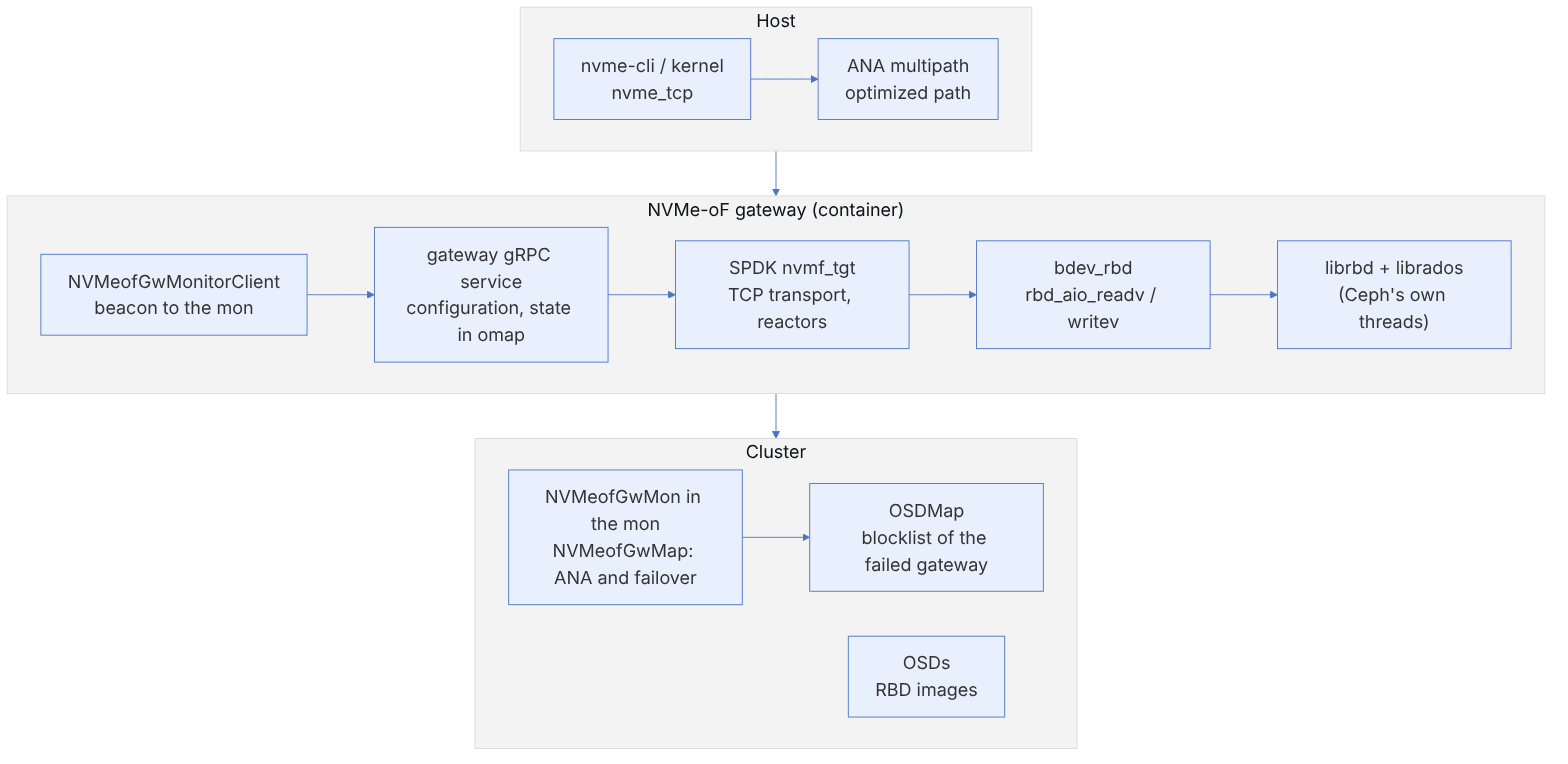 Host
nvme-cli / kernel
nvme_tcp
ANA multipath
optimized path
NVMe-oF gateway (container)
NVMeofGwMonitorClient
beacon to the mon
gateway gRPC
service
configuration, state
in omap
SPDK nvmf_tgt
TCP transport,
reactors
bdev_rbd
rbd_aio_readv /
writev
librbd + librados
(Ceph's own
threads)
Cluster
NVMeofGwMon in
the mon
NVMeofGwMap:
ANA and failover
OSDMap
blocklist of the
failed gateway
OSDs
RBD images